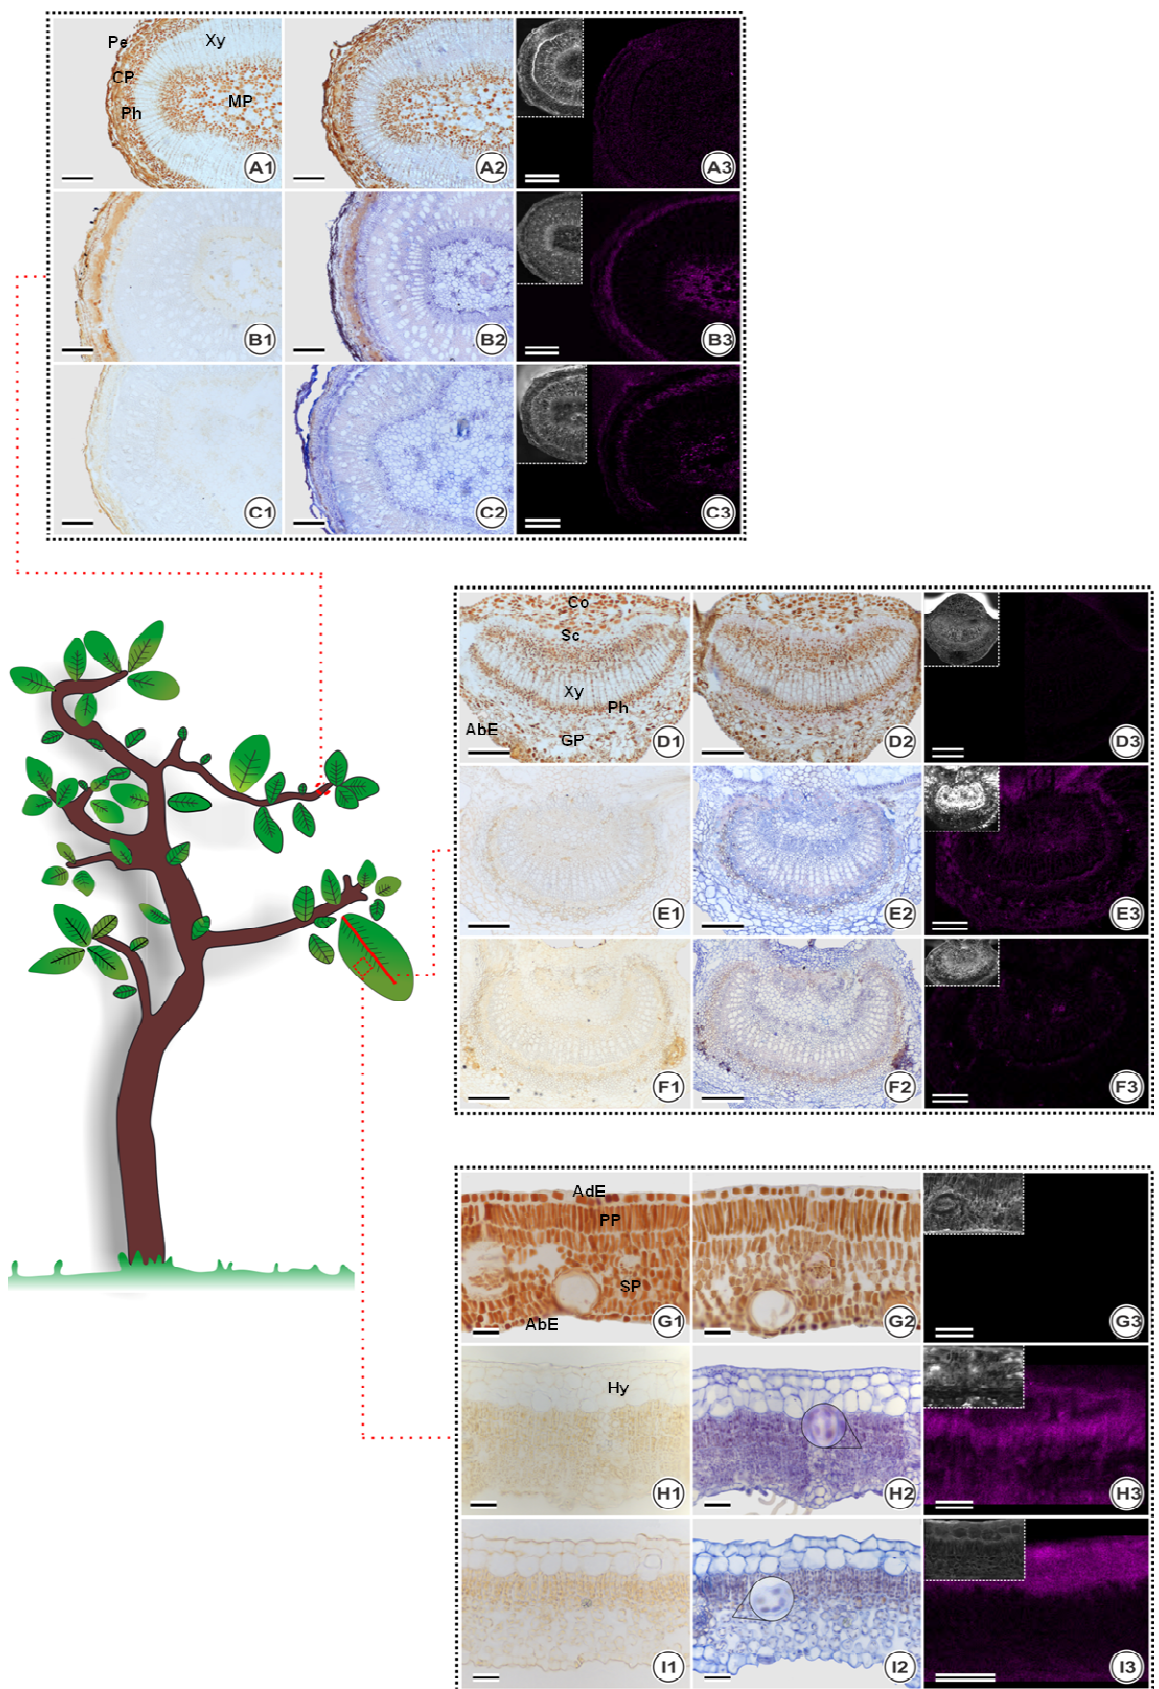 Pe
Xy
CP
MP
Ph
A1
A2
A3
B1
B2
B3
C1
C2
C3
Co
Sc
Xy
Ph
AbE
GP
D1
D2
D3
E1
E2
E3
F1
F2
F3
AdE
PP
SP
AbE
G1
G2
G3
Hy
H1
H2
H3
I1
I2
I3